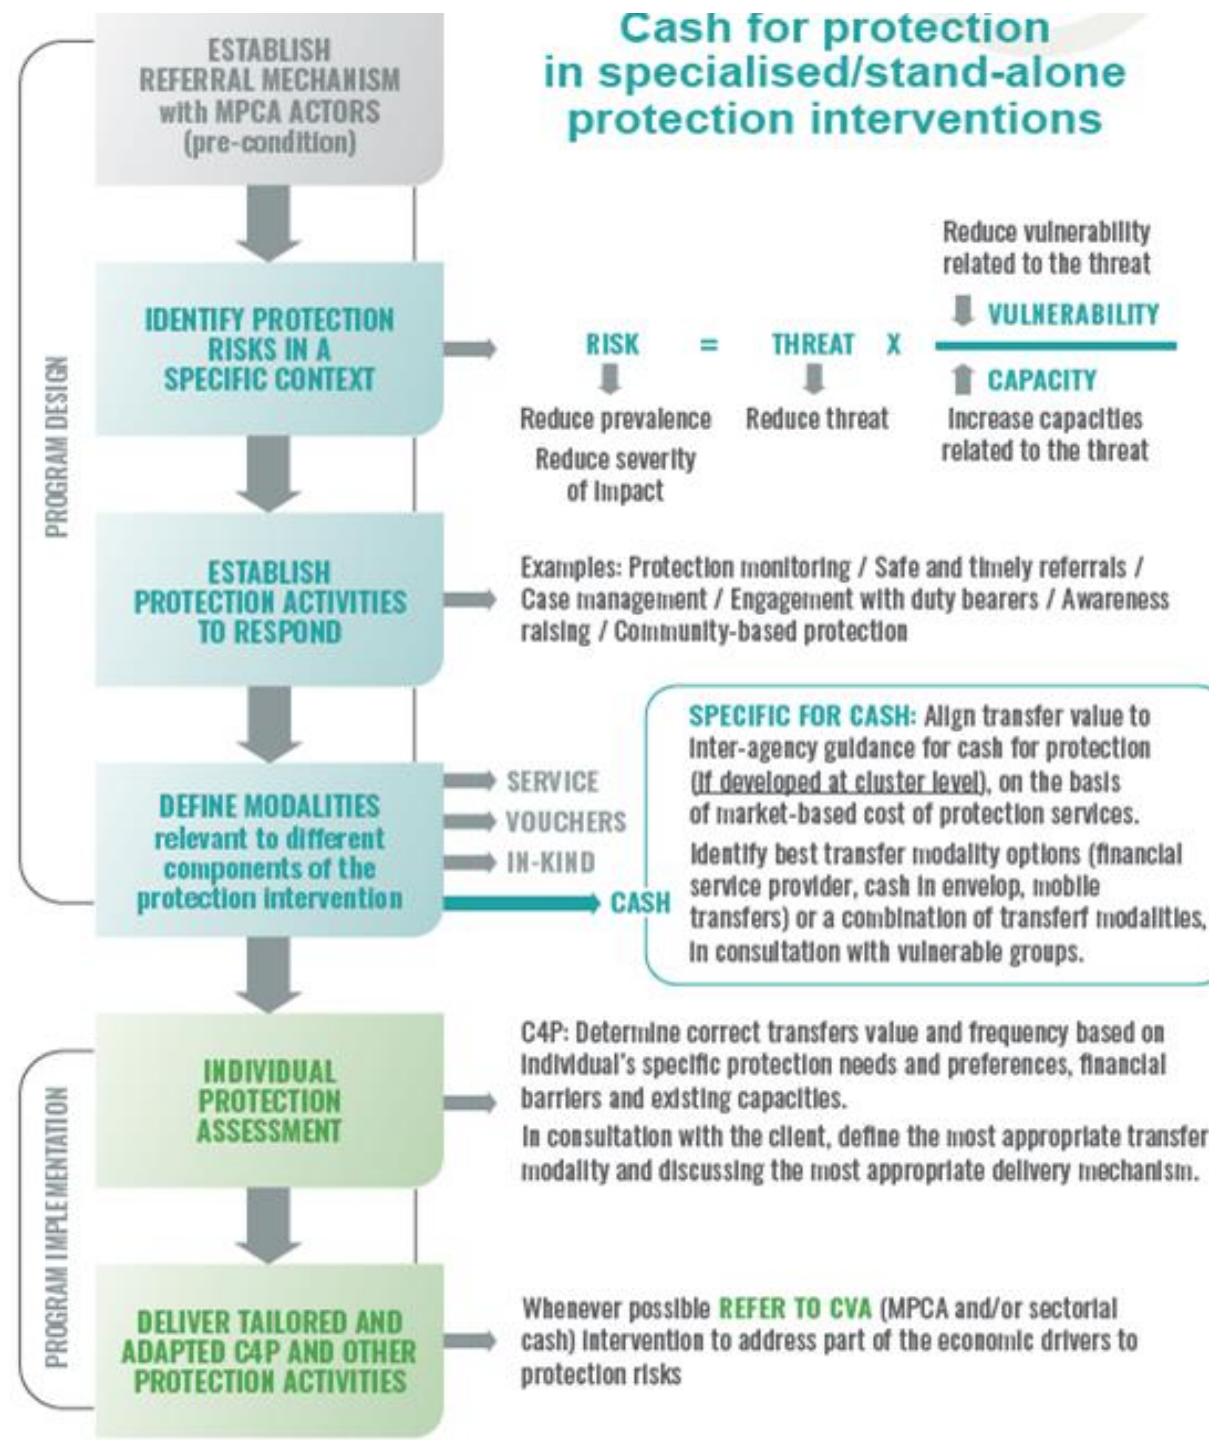 Cash for protection
in specialised/stand-alone
protection interventions
ESTABLISH
REFERRAL MECHANISM
with MPCA ACTORS
(pre-condition)
PROGRAM DESIGN
IDENTIFY PROTECTION
RISKS IN A
SPECIFIC CONTEXT
RISK = THREAT X
Reduce vulnerability
related to the threat
VULNERABILITY
CAPACITY
Increase capacities
related to the threat
Reduce prevalence
Reduce severity
of impact
Reduce threat
ESTABLISH
PROTECTION ACTIVITIES
TO RESPOND
Examples: Protection monitoring / Safe and timely referrals /
Case management / Engagement with duty bearers / Awareness
raising / Community-based protection
DEFINE MODALITIES
relevant to different
components of the
protection intervention
SERVICE
VOUCHERS
IN-KIND
CASH
SPECIFIC FOR CASH: Align transfer value to
inter-agency guidance for cash for protection
(if developed at cluster level), on the basis
of market-based cost of protection services.
Identify best transfer modality options (financial
service provider, cash in envelop, mobile
transfers) or a combination of transferf modalities,
in consultation with vulnerable groups.
PROGRAM IMPLEMENTATION
INDIVIDUAL
PROTECTION
ASSESSMENT
C4P: Determine correct transfers value and frequency based on
individual's specific protection needs and preferences, financial
barriers and existing capacities.
In consultation with the client, define the most appropriate transfer
modality and discussing the most appropriate delivery mechanism.
DELIVER TAILORED AND
ADAPTED C4P AND OTHER
PROTECTION ACTIVITIES
Whenever possible REFER TO CVA (MPCA and/or sectorial
cash) intervention to address part of the economic drivers to
protection risks